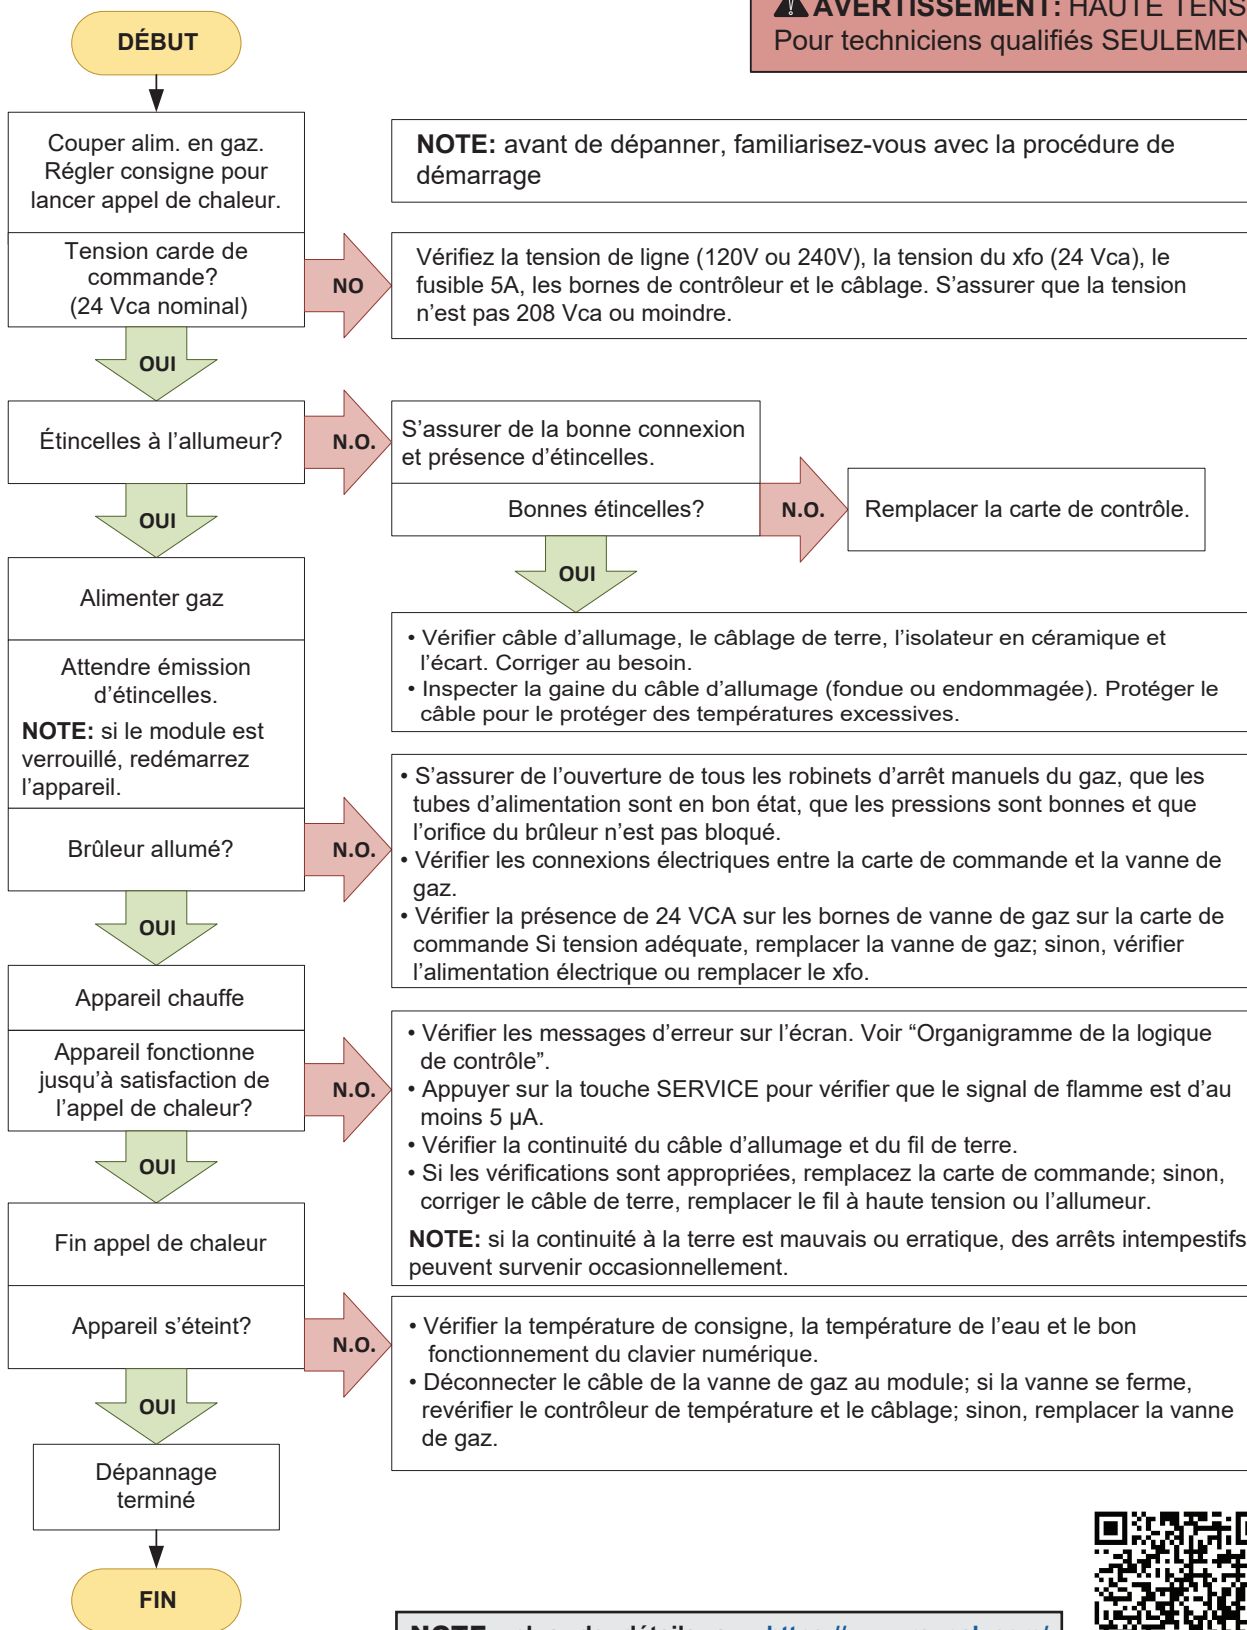 ⚠ AVERTISSEMENT: HAUTE TENS
Pour techniciens qualifiés SEULEMEN
DÉBUT
Couper alim. en gaz.
Régler consigne pour
lancer appel de chaleur.
NOTE: avant de dépanner, familiarisez-vous avec la procédure de
démarrage
Tension carde de
commande?
(24 Vca nominal)
NO
Vérifiez la tension de ligne (120V ou 240V), la tension du xfo (24 Vca), le
fusible 5A, les bornes de contrôleur et le câblage. S'assurer que la tension
n'est pas 208 Vca ou moindre.
OUI
Étincelles à l'allumeur?
N.O.
S'assurer de la bonne connexion
et présence d'étincelles.
Bonnes étincelles?
N.O.
Remplacer la carte de contrôle.
OUI
OUI
Alimenter gaz
• Vérifier câble d'allumage, le câblage de terre, l'isolateur en céramique et
l'écart. Corriger au besoin.
• Inspecter la gaine du câble d'allumage (fondue ou endommagée). Protéger le
câble pour le protéger des températures excessives.
Attendre émission
d'étincelles.
NOTE: si le module est
verrouillé, redémarrez
l'appareil.
Brûleur allumé?
N.O.
• S'assurer de l'ouverture de tous les robinets d'arrêt manuels du gaz, que les
tubes d'alimentation sont en bon état, que les pressions sont bonnes et que
l'orifice du brûleur n'est pas bloqué.
• Vérifier les connexions électriques entre la carte de commande et la vanne de
gaz.
• Vérifier la présence de 24 VCA sur les bornes de vanne de gaz sur la carte de
commande Si tension adéquate, remplacer la vanne de gaz; sinon, vérifier
l'alimentation électrique ou remplacer le xfo.
OUI
Appareil chauffe
Appareil fonctionne
jusqu'à satisfaction de
l'appel de chaleur?
N.O.
• Vérifier les messages d'erreur sur l'écran. Voir “Organigramme de la logique
de contrôle”.
• Appuyer sur la touche SERVICE pour vérifier que le signal de flamme est d'au
moins 5 µA.
• Vérifier la continuité du câble d'allumage et du fil de terre.
• Si les vérifications sont appropriées, remplacez la carte de commande; sinon,
corriger le câble de terre, remplacer le fil à haute tension ou l'allumeur.
NOTE: si la continuité à la terre est mauvais ou erratique, des arrêts intempestifs
peuvent survenir occasionnellement.
OUI
Fin appel de chaleur
Appareil s'éteint?
N.O.
• Vérifier la température de consigne, la température de l'eau et le bon
fonctionnement du clavier numérique.
• Déconnecter le câble de la vanne de gaz au module; si la vanne se ferme,
revérifier le contrôleur de température et le câblage; sinon, remplacer la vanne
de gaz.
OUI
Dépannage
terminé
FIN